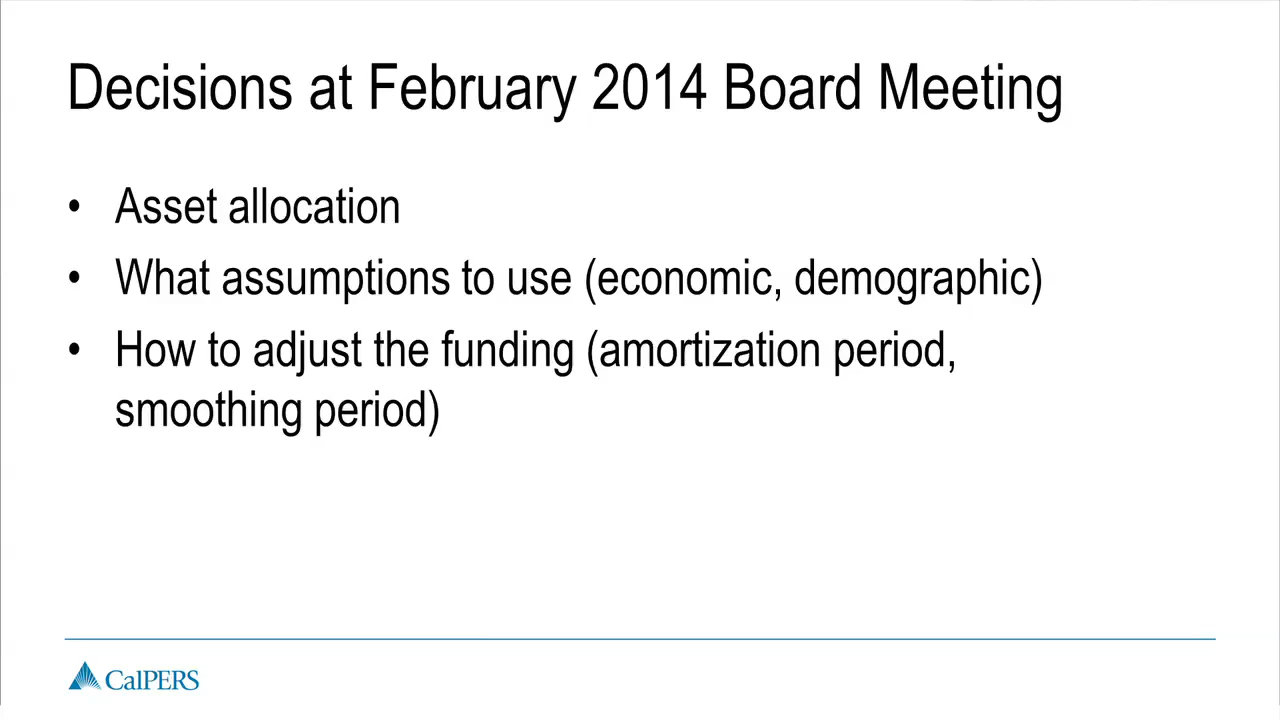 Decisions at February 2014 Board Meeting
• Asset allocation
• What assumptions to use (economic, demographic)
• How to adjust the funding (amortization period,
smoothing period)
CalPERS